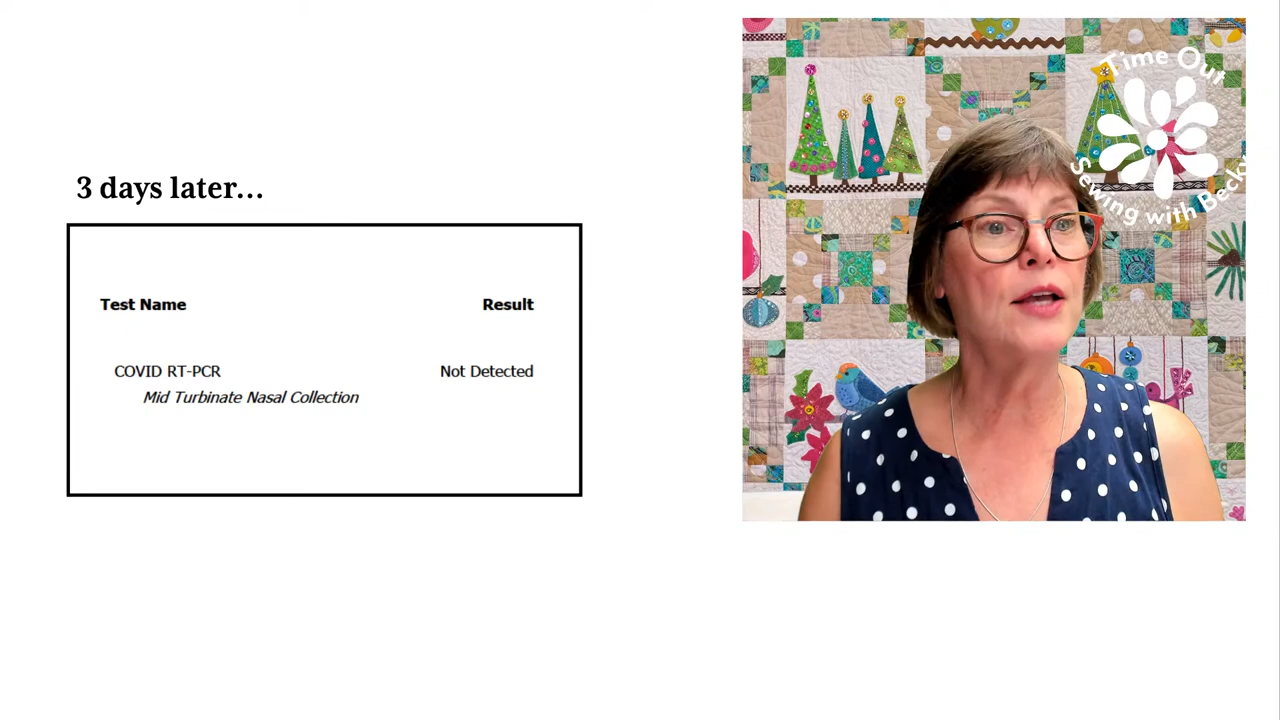 3 days later...
Test Name Result
COVID RT-PCR Not Detected
Mid Turbinate Nasal Collection
Time Out
Sewing with Becky